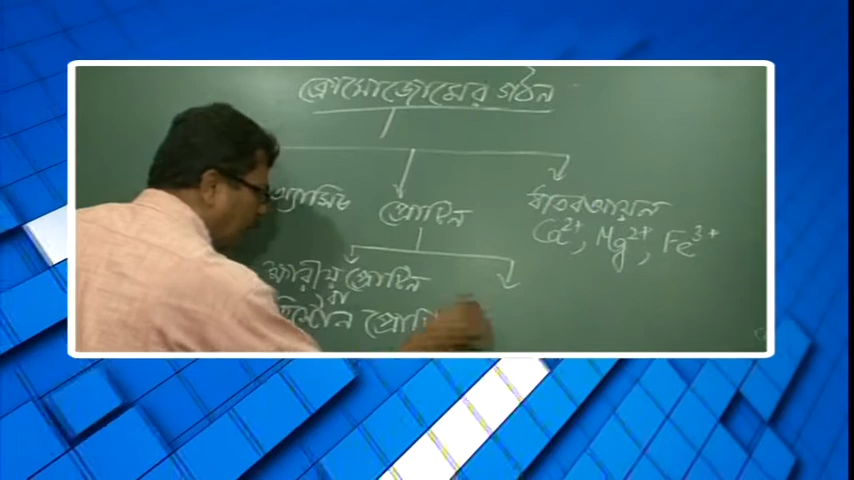 ক্রোমোজোমের গঠন
অ্যাসিড প্রোটিন ধাতব আয়ন
Ca²⁺, Mg²⁺, Fe³⁺
ক্ষারীয় প্রোটিন
বা
হিস্টোন প্রোটিন